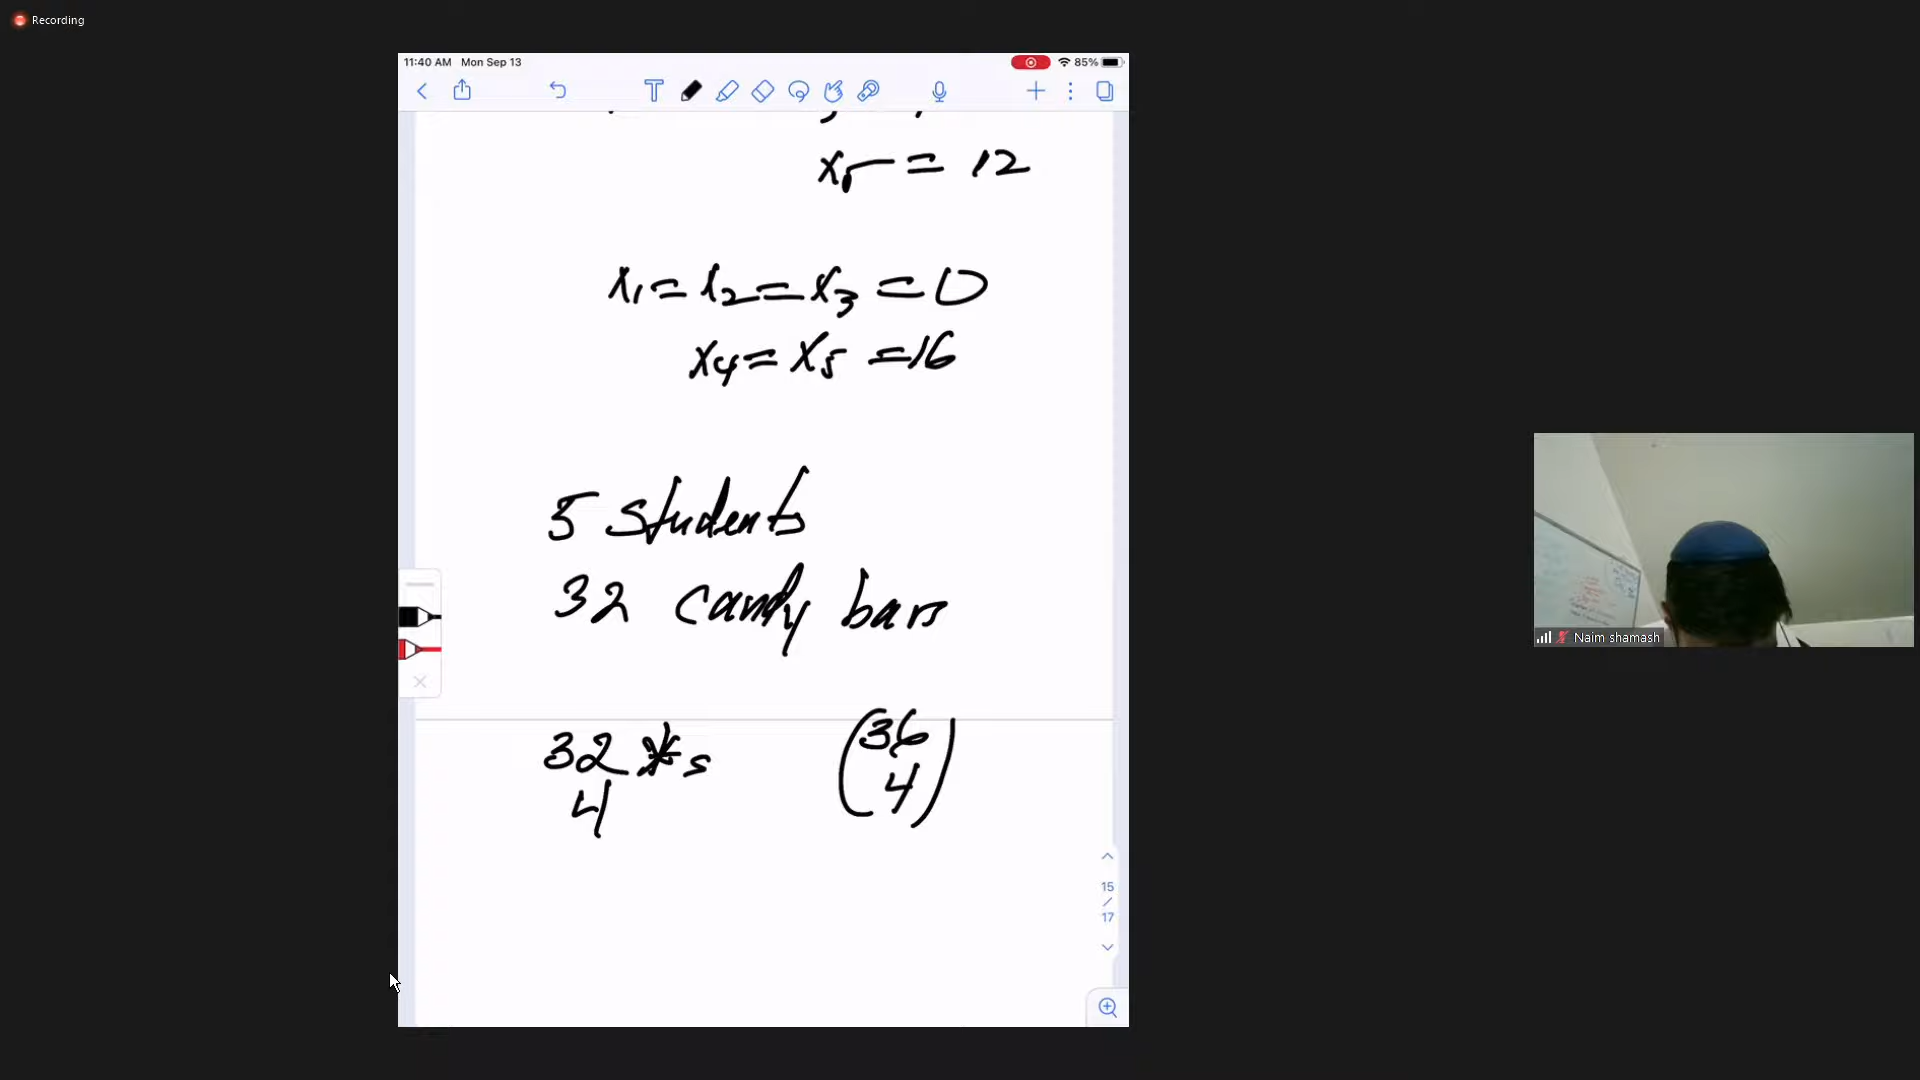 Recording
11:40 AM Mon Sep 13
85%
T
x5 = 12
x1 = x2 = x3 = 0
x4 = x5 = 16
5 students
32 candy bars
32 *s
4
(36
4)
15
/
17
Naim shamash